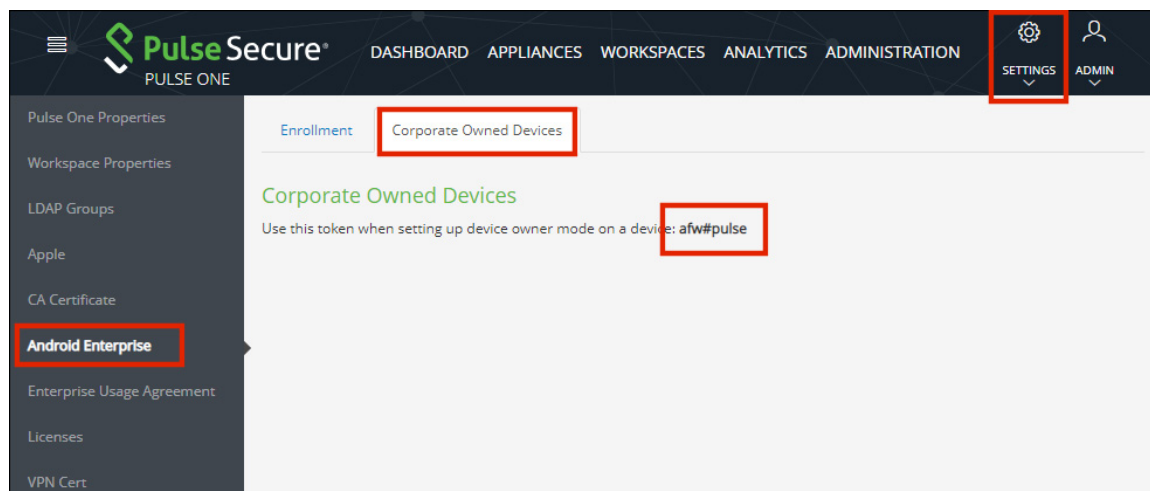 Pulse Secure®
PULSE ONE
DASHBOARD APPLIANCES WORKSPACES ANALYTICS ADMINISTRATION
SETTINGS
ADMIN
Pulse One Properties
Workspace Properties
LDAP Groups
Apple
CA Certificate
Android Enterprise
Enterprise Usage Agreement
Licenses
VPN Cert
Enrollment
Corporate Owned Devices
Corporate Owned Devices
Use this token when setting up device owner mode on a device: afw#pulse